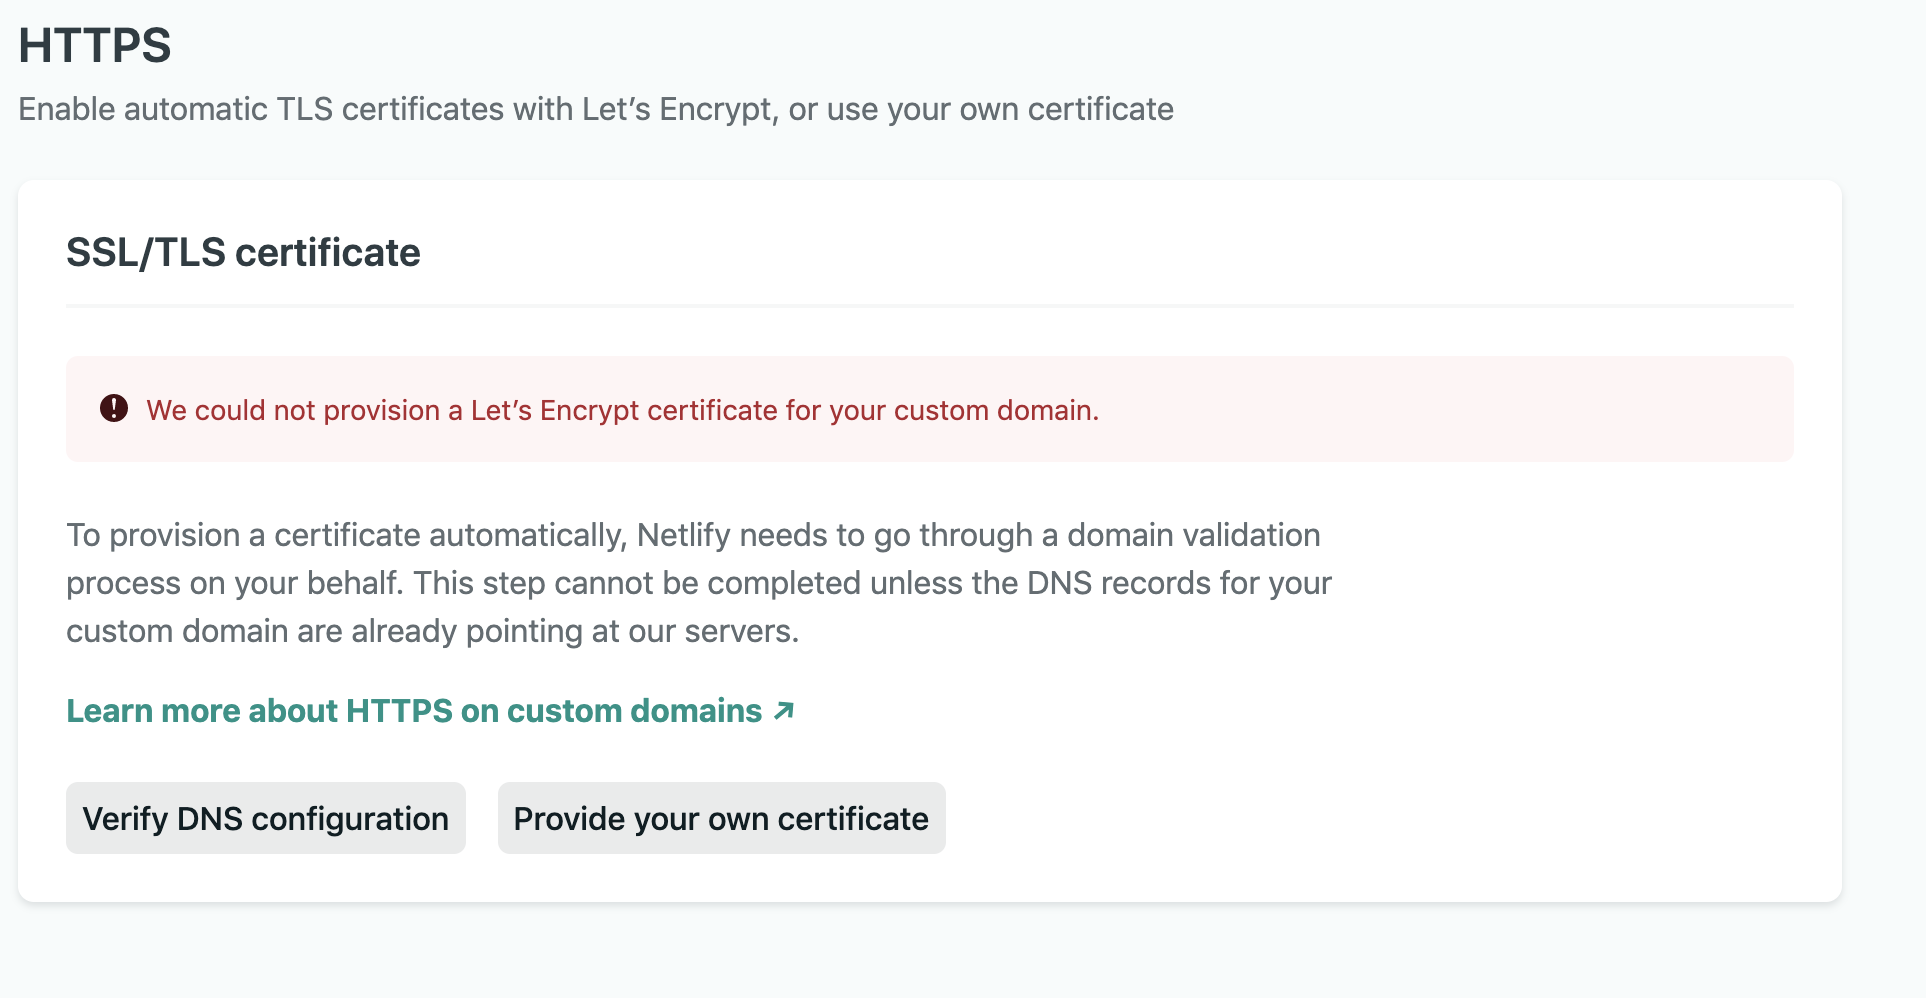 HTTPS
Enable automatic TLS certificates with Let’s Encrypt, or use your own certificate
SSL/TLS certificate
We could not provision a Let’s Encrypt certificate for your custom domain.
To provision a certificate automatically, Netlify needs to go through a domain validation
process on your behalf. This step cannot be completed unless the DNS records for your
custom domain are already pointing at our servers.
Learn more about HTTPS on custom domains ↗
Verify DNS configuration
Provide your own certificate